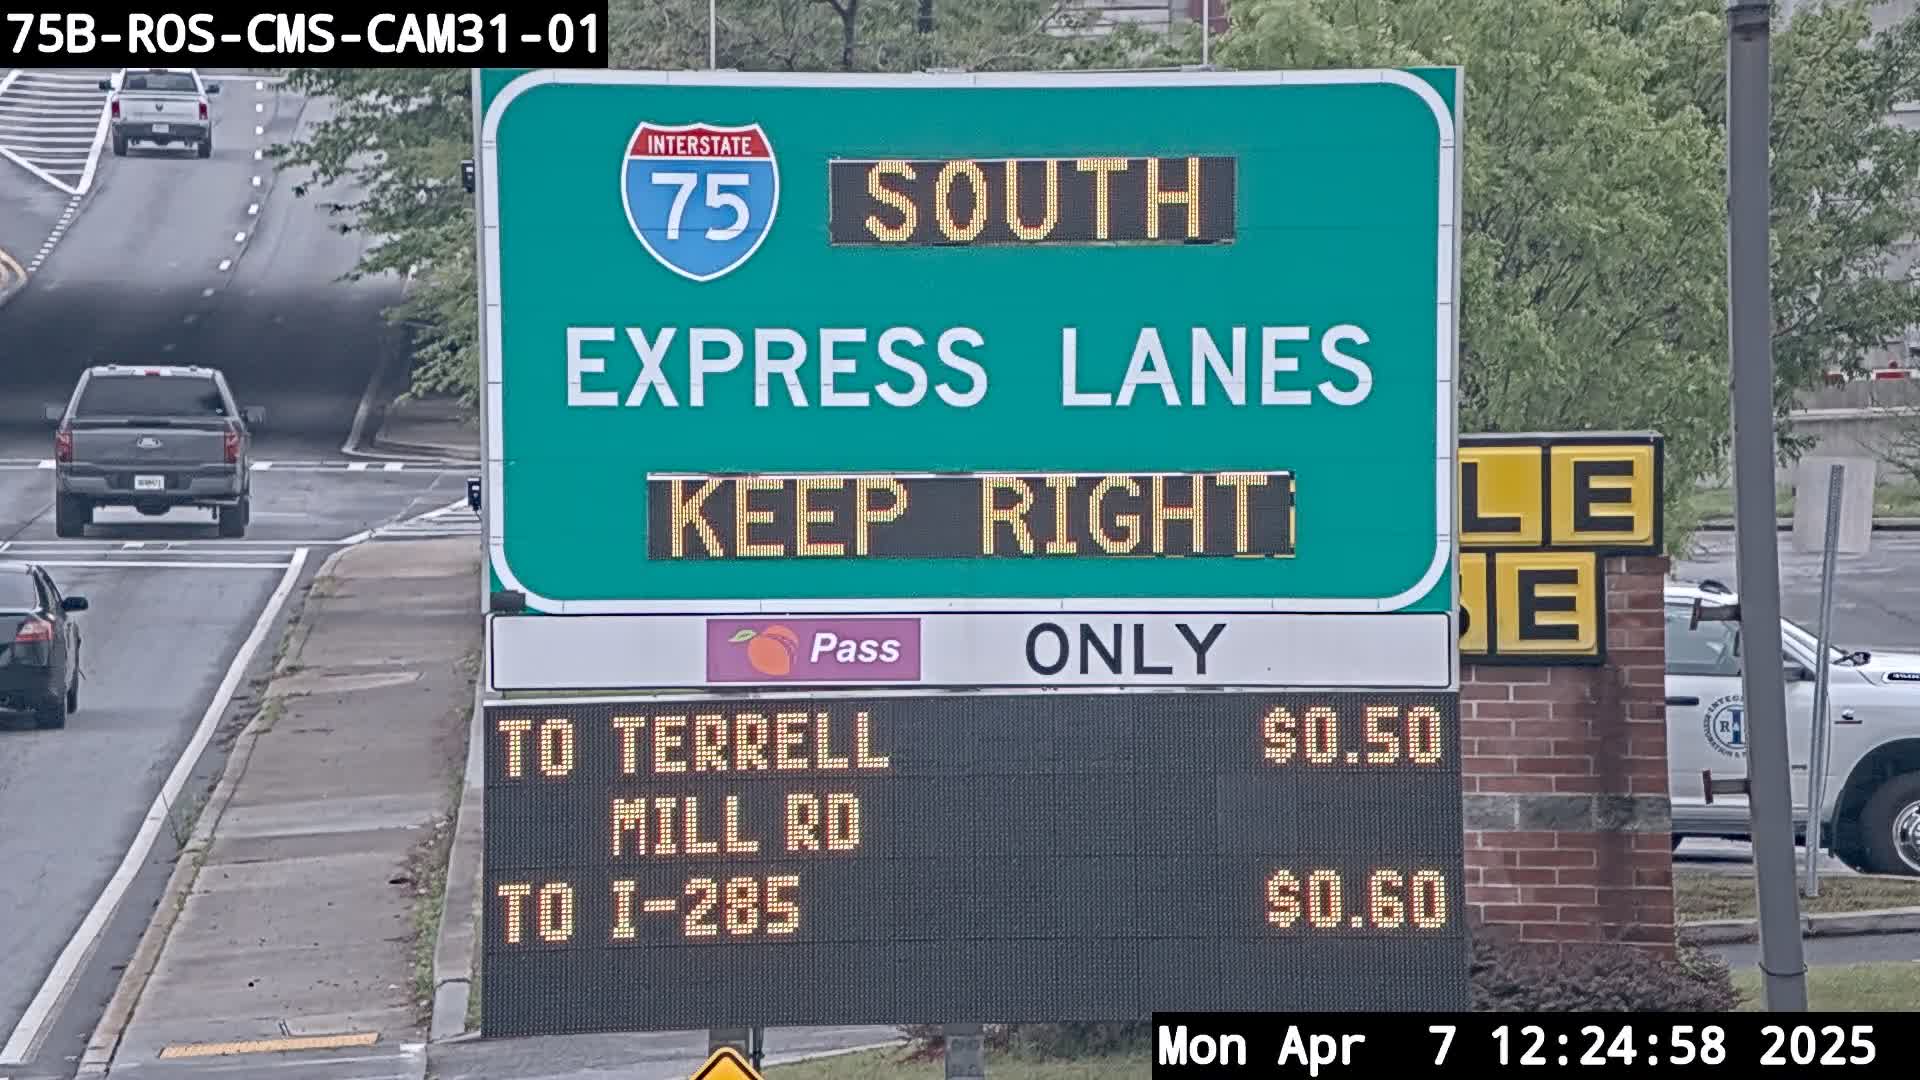 75B-ROS-CMS-CAM31-01
INTERSTATE
75
SOUTH
EXPRESS LANES
KEEP RIGHT
Pass ONLY
TO TERRELL $0.50
MILL RD
TO I-285 $0.60
LE
E
Mon Apr 7 12:24:58 2025